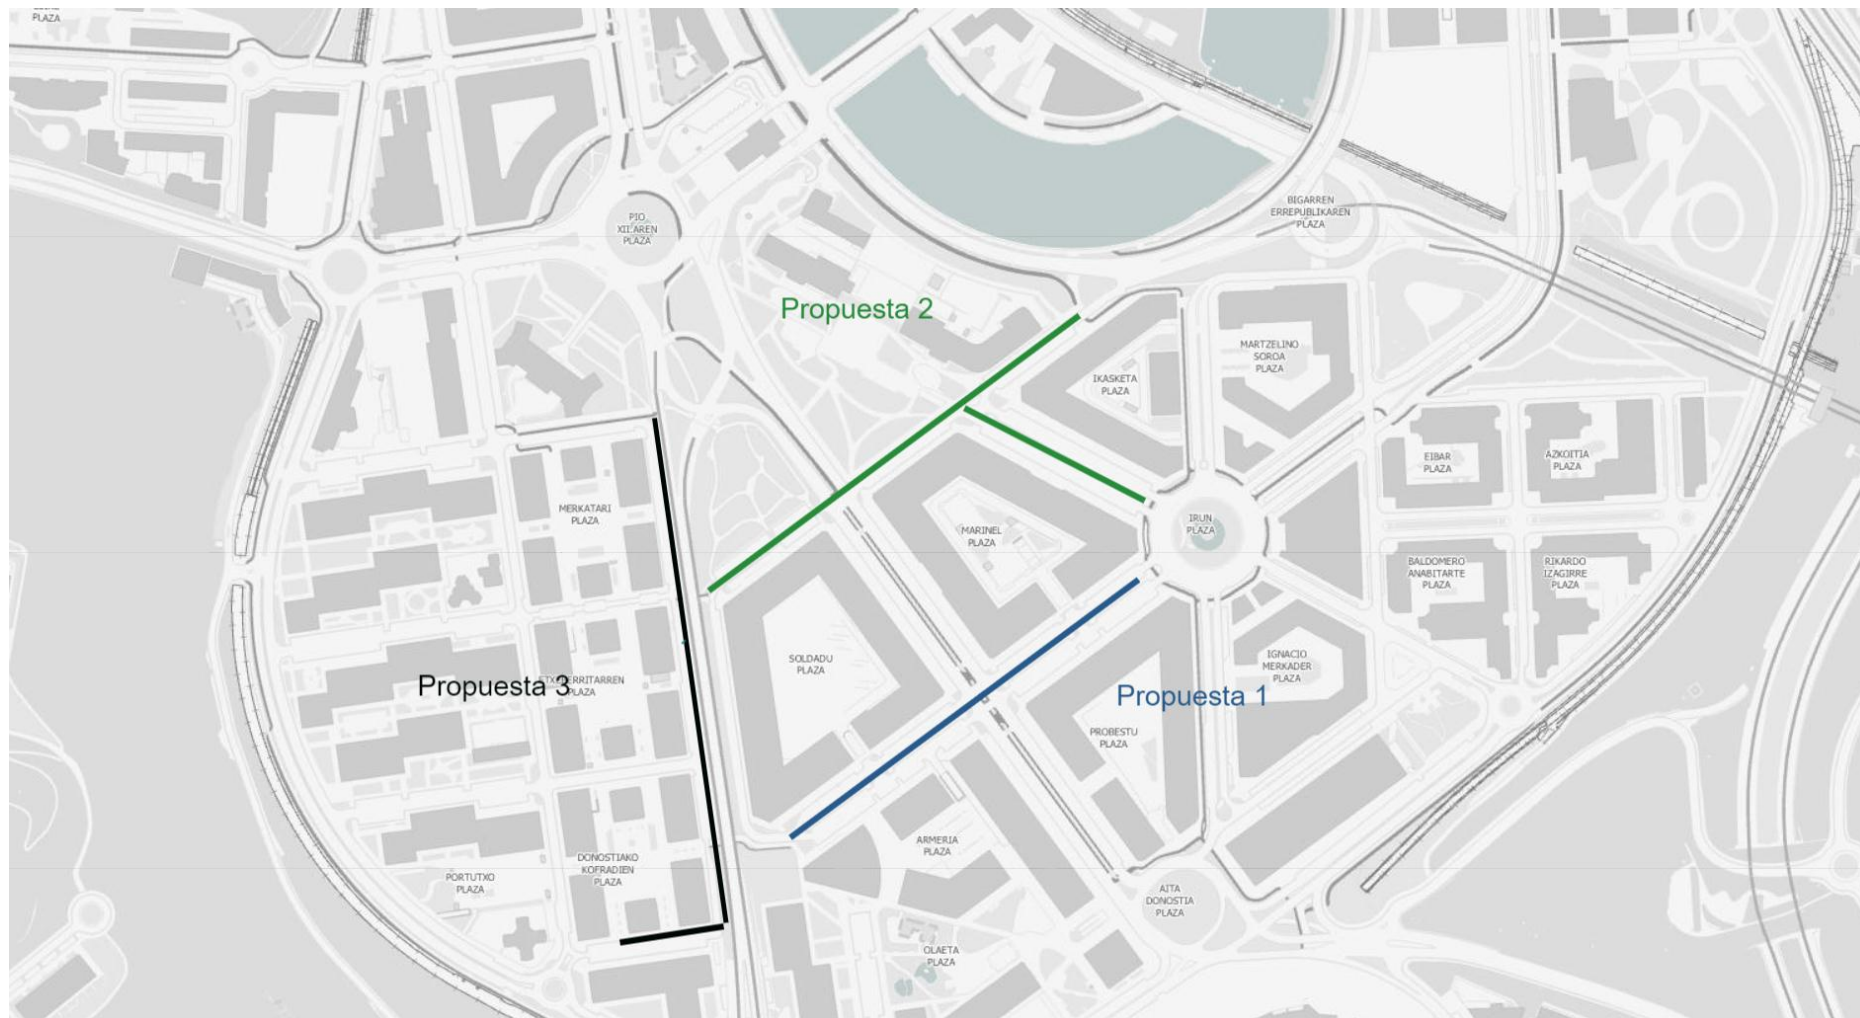 PLAZA
PIO
XII.AREN
PLAZA
BIGARREN
ERREPUBLIKAREN
PLAZA
Propuesta 2
MARTZELINO
SOROA
PLAZA
IKASKETA
PLAZA
EIBAR
PLAZA
AZKOITIA
PLAZA
MERKATARI
PLAZA
MARINEL
PLAZA
IRUN
PLAZA
BALDOMERO
ANABITARTE
PLAZA
RIKARDO
IZAGIRRE
PLAZA
SOLDADU
PLAZA
IGNACIO
MERKADER
PLAZA
Propuesta 3
PLAZA
Propuesta 1
PROBESTU
PLAZA
ARMERIA
PLAZA
DONOSTIAKO
KOFRADIEN
PLAZA
PORTUTXO
PLAZA
AITA
DONOSTIA
PLAZA
OLAETA
PLAZA